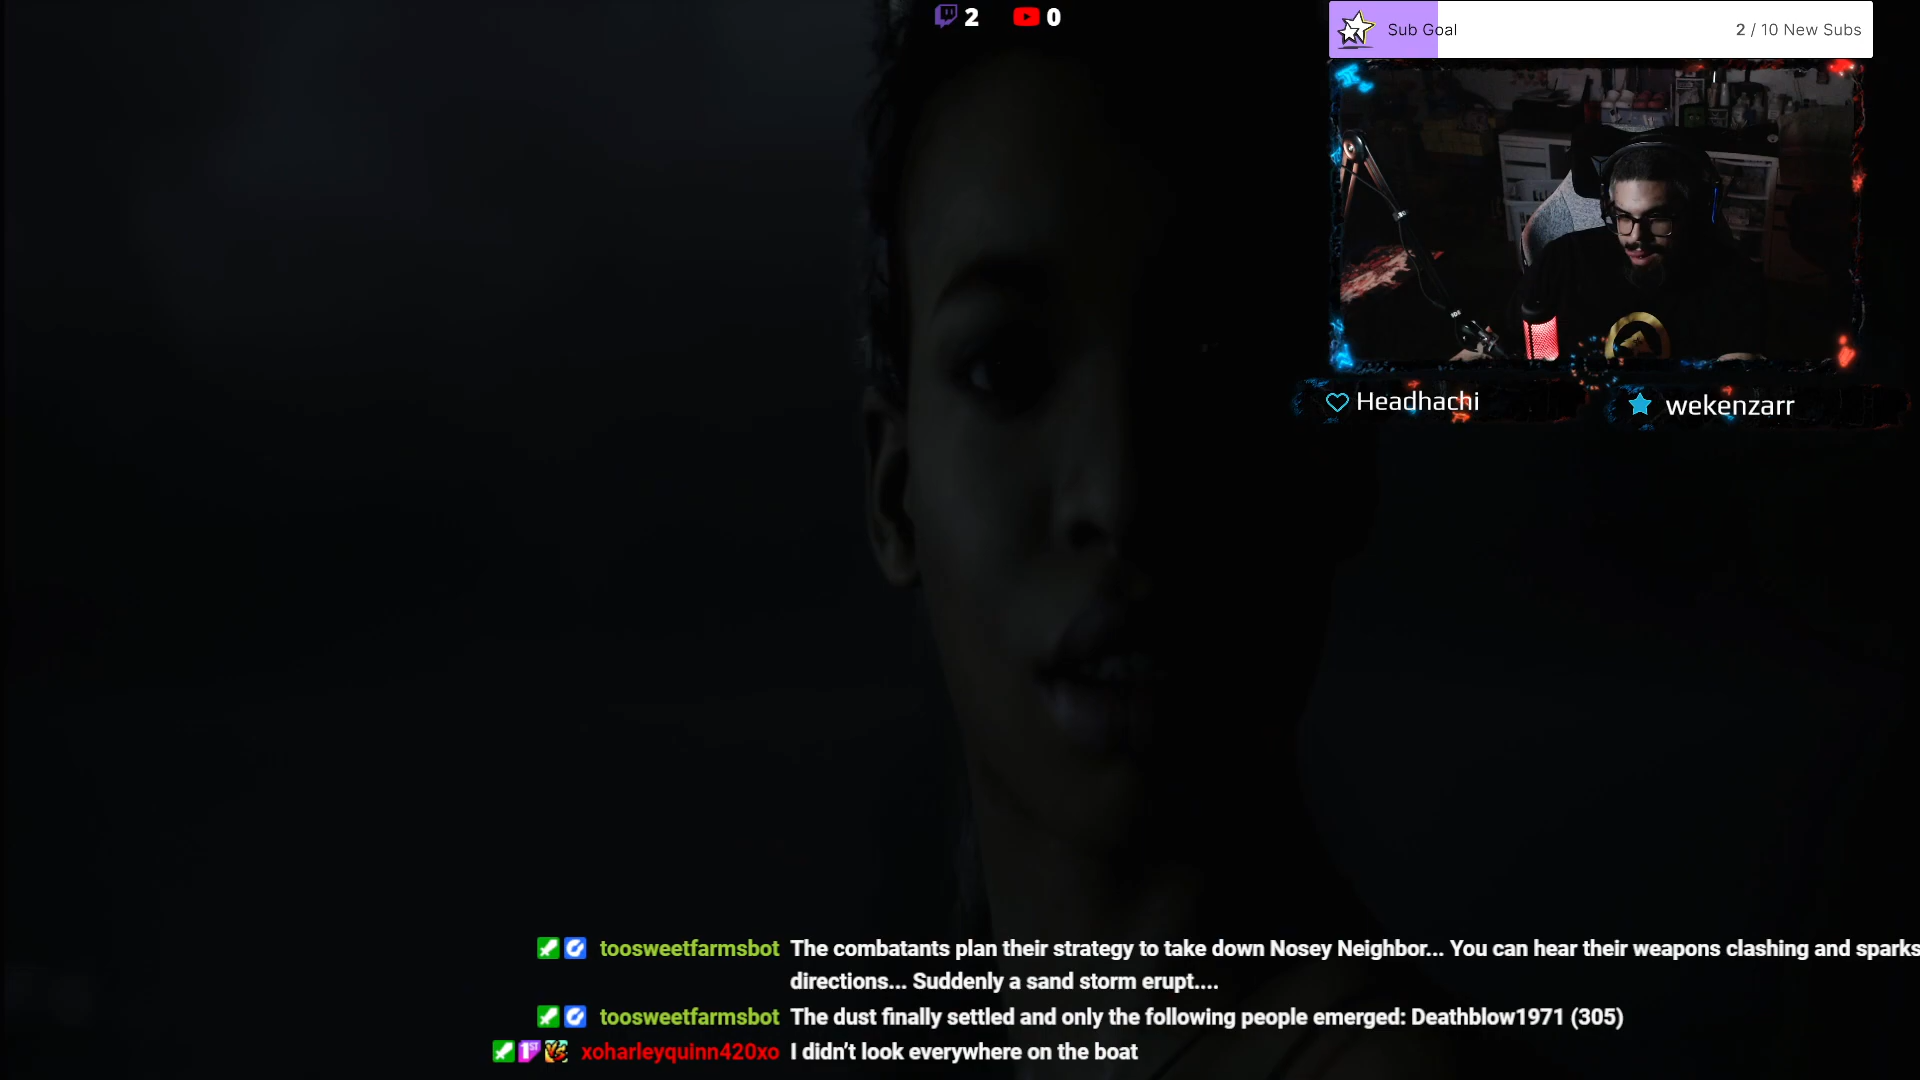 2 0
Sub Goal 2 / 10 New Subs
Headhachi wekenzarr
toosweetfarmsbot The combatants plan their strategy to take down Nosey Neighbor... You can hear their weapons clashing and sparks
directions... Suddenly a sand storm erupt....
toosweetfarmsbot The dust finally settled and only the following people emerged: Deathblow1971 (305)
1ST xoharleyquinn420xo I didn’t look everywhere on the boat